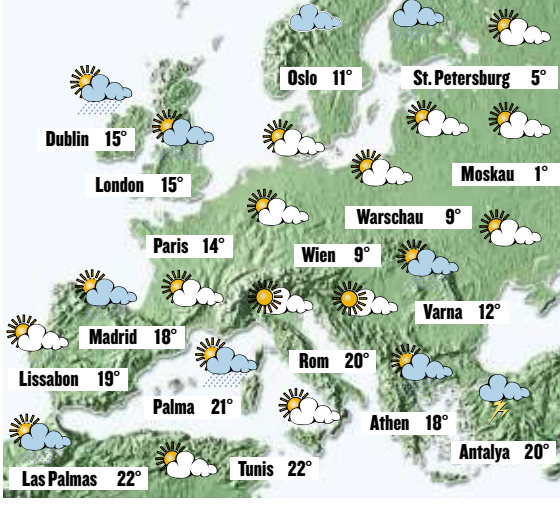 Oslo 11°
St. Petersburg 5°
Dublin 15°
London 15°
Moskau 1°
Warschau 9°
Paris 14°
Wien 9°
Varna 12°
Madrid 18°
Rom 20°
Lissabon 19°
Palma 21°
Athen 18°
Antalya 20°
Las Palmas 22°
Tunis 22°